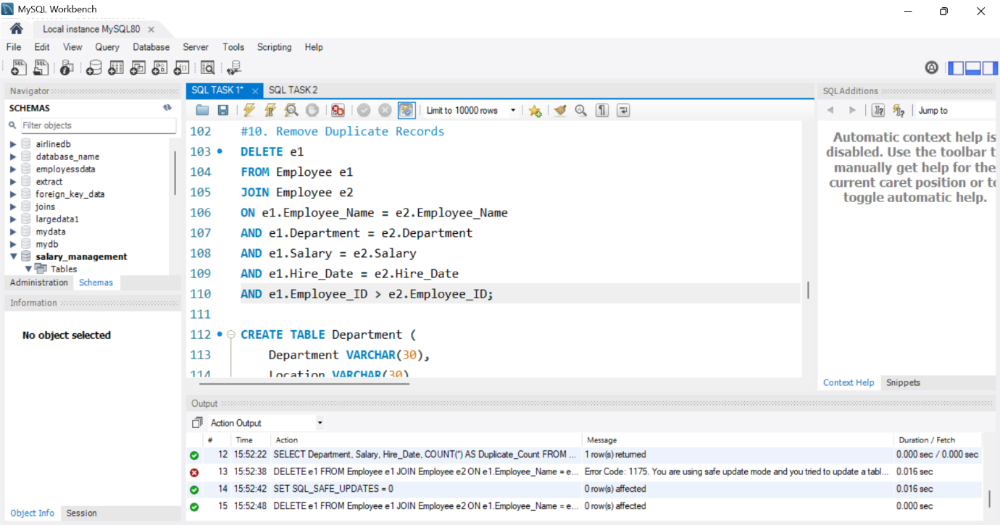 MySQL Workbench
Local instance MySQL80
File Edit View Query Database Server Tools Scripting Help
Navigator
SCHEMAS
Filter objects
airlinedb
database_name
employessdata
extract
foreign_key_data
joins
largedata1
mydata
mydb
salary_management
Tables
Administration Schemas
Information
No object selected
Object Info Session
SQL TASK 1* SQL TASK 2
Limit to 10000 rows
102 #10. Remove Duplicate Records
103 DELETE e1
104 FROM Employee e1
105 JOIN Employee e2
106 ON e1.Employee_Name = e2.Employee_Name
107 AND e1.Department = e2.Department
108 AND e1.Salary = e2.Salary
109 AND e1.Hire_Date = e2.Hire_Date
110 AND e1.Employee_ID > e2.Employee_ID;
111
112 CREATE TABLE Department (
113 Department VARCHAR(30),
114 Location VARCHAR(30)
SQLAdditions
Jump to
Automatic context help is
disabled. Use the toolbar t
manually get help for the
current caret position or to
toggle automatic help.
Context Help Snippets
Output
Action Output
# Time Action Message Duration / Fetch
12 15:52:22 SELECT Department, Salary, Hire_Date, COUNT(*) AS Duplicate_Count FROM ... 1 row(s) returned 0.000 sec / 0.000 sec
13 15:52:38 DELETE e1 FROM Employee e1 JOIN Employee e2 ON e1.Employee_Name = e... Error Code: 1175. You are using safe update mode and you tried to update a tabl... 0.016 sec
14 15:52:42 SET SQL_SAFE_UPDATES = 0 0 row(s) affected 0.016 sec
15 15:52:48 DELETE e1 FROM Employee e1 JOIN Employee e2 ON e1.Employee_Name = e... 0 row(s) affected 0.000 sec